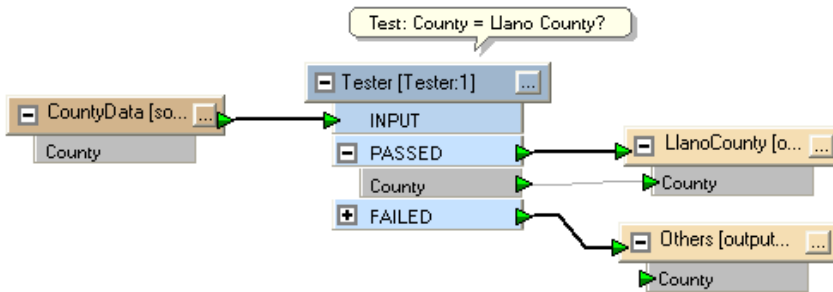 Test: County = Llano County?
Tester [Tester:1] ...
CountyData [so... ...
County
INPUT
PASSED
County
FAILED
LlanoCounty [o... ...
County
Others [output... ...
County